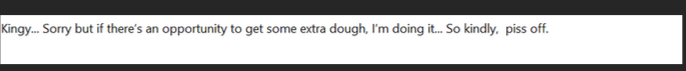 Kingy... Sorry but if there's an opportunity to get some extra dough, I'm doing it... So kindly,  piss off.